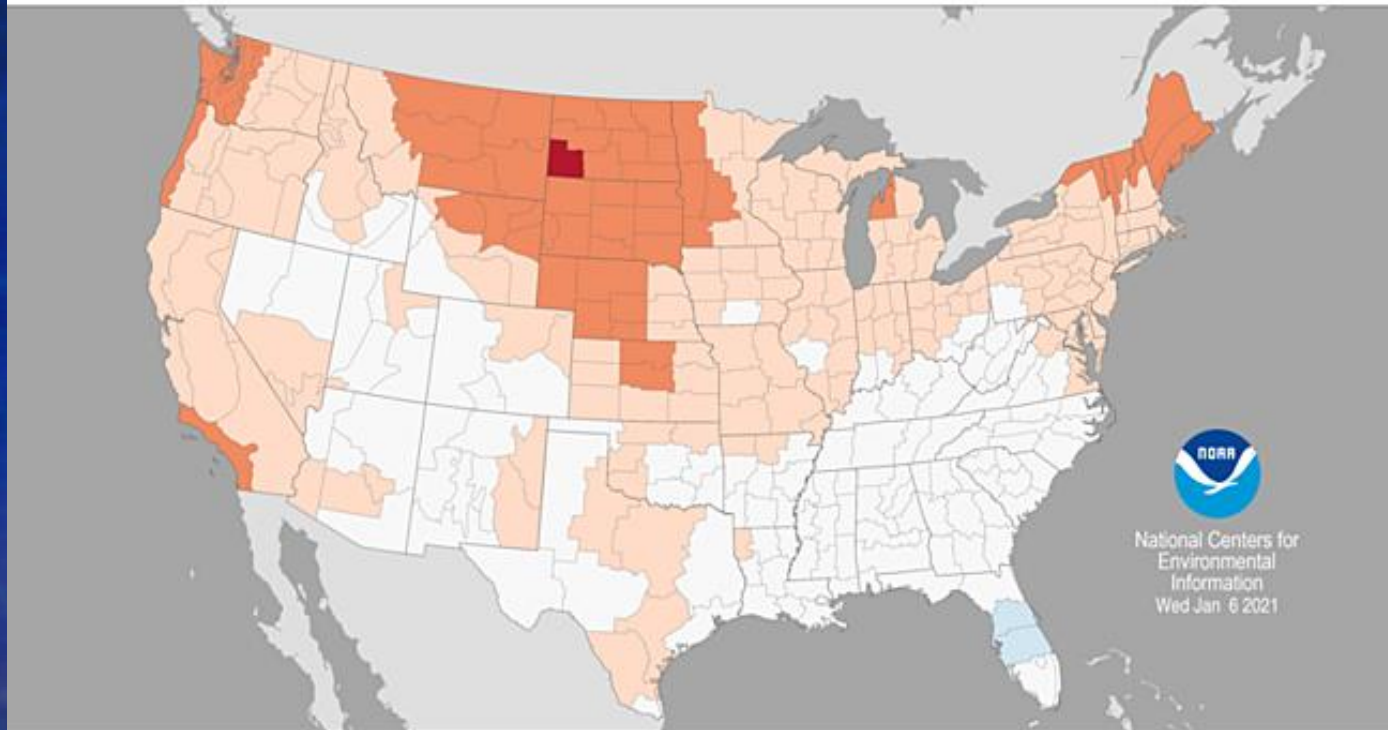 NOAA
National Centers for
Environmental
Information
Wed Jan 6 2021